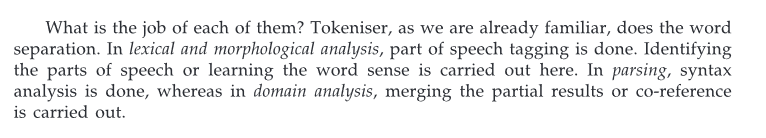 What is the job of each of them? Tokeniser, as we are already familiar, does the word
separation. In lexical and morphological analysis, part of speech tagging is done. Identifying
the parts of speech or learning the word sense is carried out here. In parsing, syntax
analysis is done, whereas in domain analysis, merging the partial results or co-reference
is carried out.